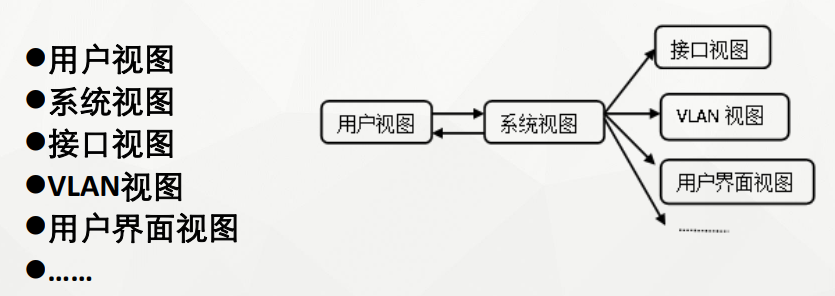 ●用户视图
●系统视图
●接口视图
●VLAN视图
●用户界面视图
●……
用户视图
系统视图
接口视图
VLAN 视图
用户界面视图
………………